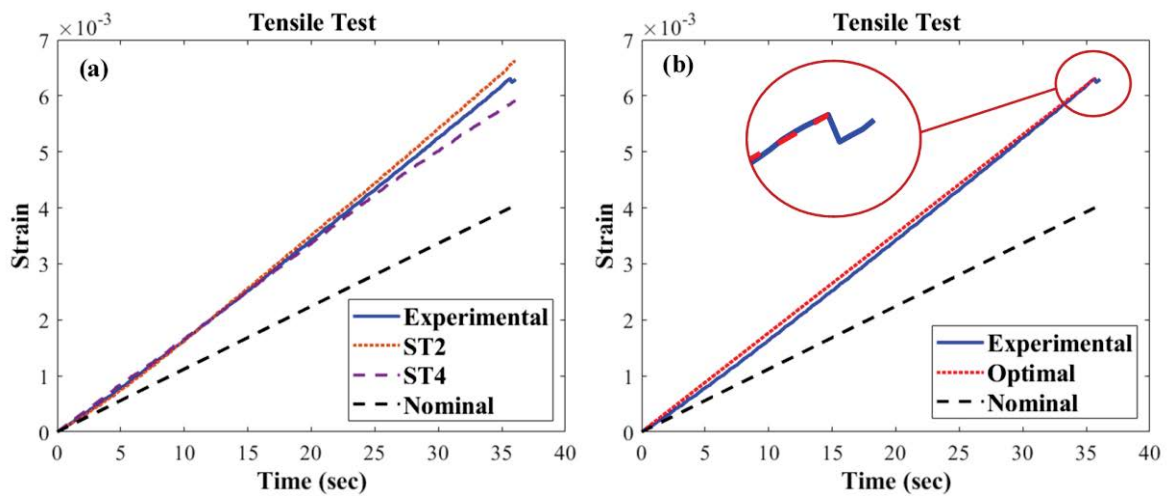 Tensile Test
×10⁻³
(a)
7
6
5
4
3
2
1
0
Strain
0 5 10 15 20 25 30 35 40
Time (sec)
Experimental
ST2
ST4
Nominal
Tensile Test
×10⁻³
(b)
7
6
5
4
3
2
1
0
Strain
0 5 10 15 20 25 30 35 40
Time (sec)
Experimental
Optimal
Nominal